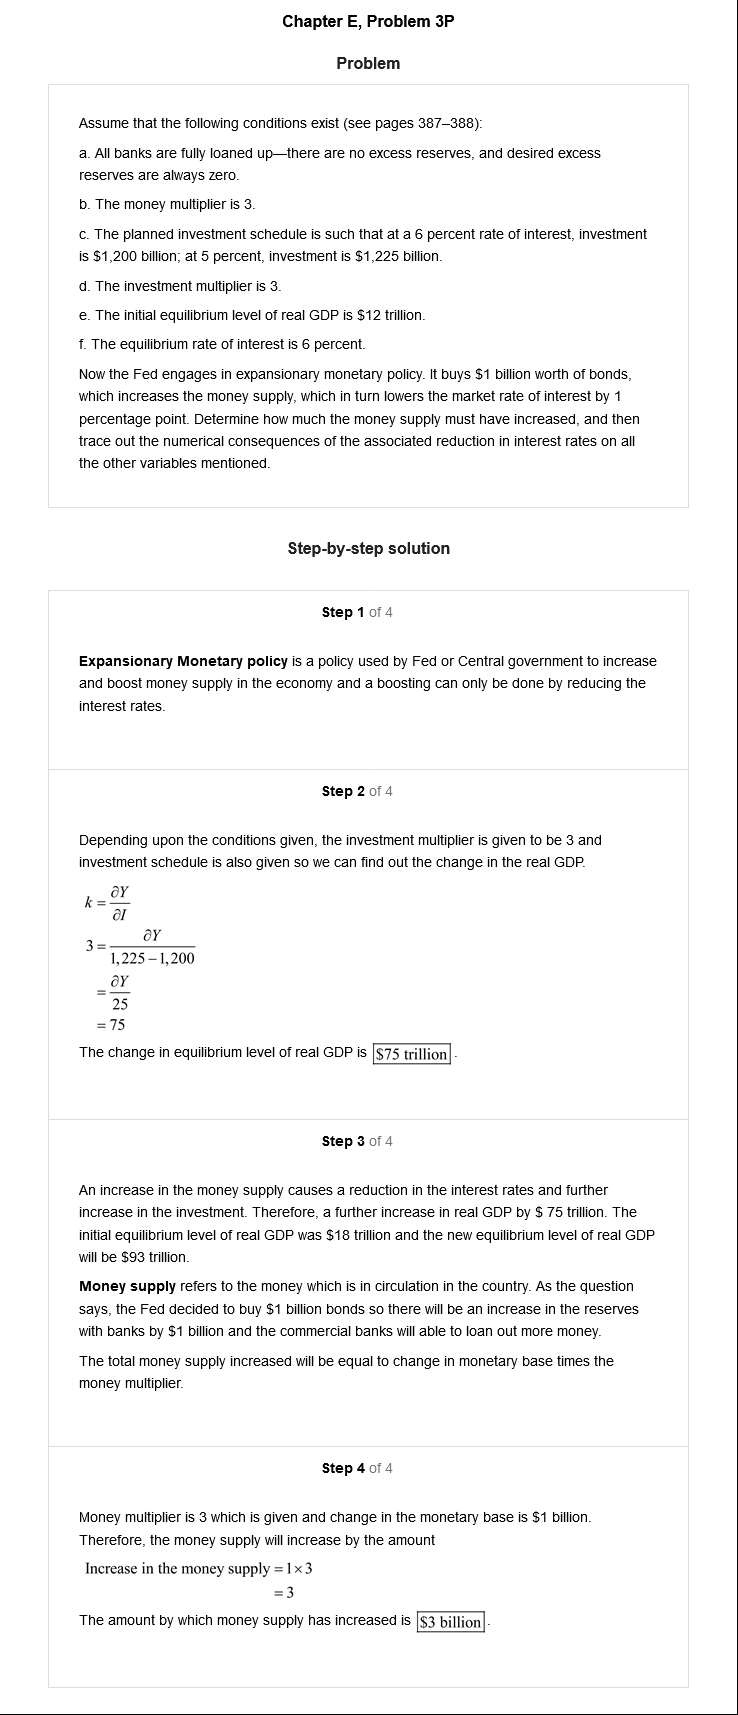 Chapter E, Problem 3P
Problem
Assume that the following conditions exist (see pages 387–388):
a. All banks are fully loaned up—there are no excess reserves, and desired excess
reserves are always zero.
b. The money multiplier is 3.
c. The planned investment schedule is such that at a 6 percent rate of interest, investment
is $1,200 billion; at 5 percent, investment is $1,225 billion.
d. The investment multiplier is 3.
e. The initial equilibrium level of real GDP is $12 trillion.
f. The equilibrium rate of interest is 6 percent.
Now the Fed engages in expansionary monetary policy. It buys $1 billion worth of bonds,
which increases the money supply, which in turn lowers the market rate of interest by 1
percentage point. Determine how much the money supply must have increased, and then
trace out the numerical consequences of the associated reduction in interest rates on all
the other variables mentioned.
Step-by-step solution
Step 1 of 4
Expansionary Monetary policy is a policy used by Fed or Central government to increase
and boost money supply in the economy and a boosting can only be done by reducing the
interest rates.
Step 2 of 4
Depending upon the conditions given, the investment multiplier is given to be 3 and
investment schedule is also given so we can find out the change in the real GDP.
k = ∂Y/∂I
3 = ∂Y/1,225 – 1,200
= ∂Y/25
= 75
The change in equilibrium level of real GDP is $75 trillion.
Step 3 of 4
An increase in the money supply causes a reduction in the interest rates and further
increase in the investment. Therefore, a further increase in real GDP by $ 75 trillion. The
initial equilibrium level of real GDP was $18 trillion and the new equilibrium level of real GDP
will be $93 trillion.
Money supply refers to the money which is in circulation in the country. As the question
says, the Fed decided to buy $1 billion bonds so there will be an increase in the reserves
with banks by $1 billion and the commercial banks will able to loan out more money.
The total money supply increased will be equal to change in monetary base times the
money multiplier.
Step 4 of 4
Money multiplier is 3 which is given and change in the monetary base is $1 billion.
Therefore, the money supply will increase by the amount
Increase in the money supply = 1 × 3
= 3
The amount by which money supply has increased is $3 billion.